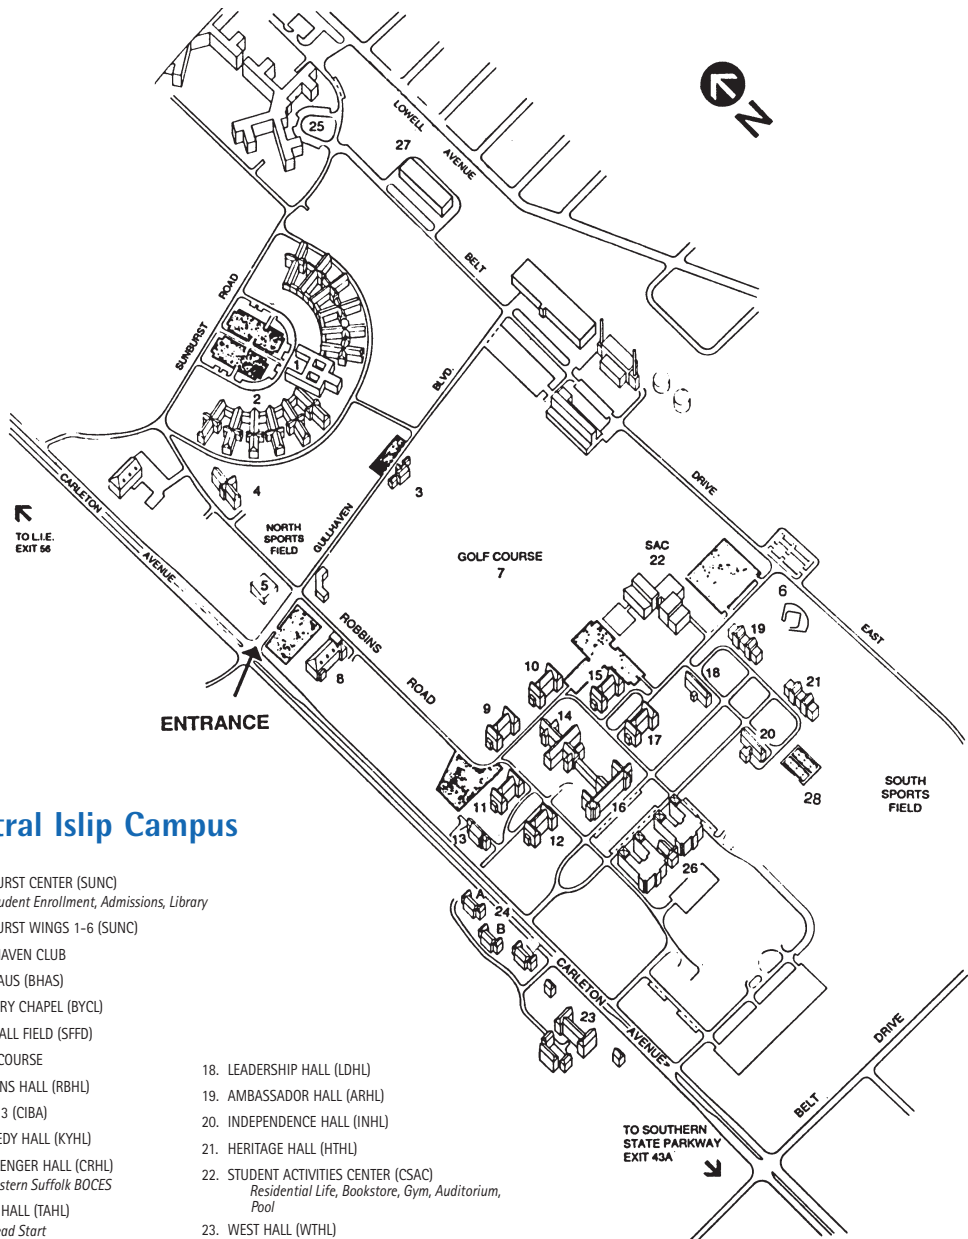 N
LOWELL
AVENUE
25
27
BELT
SUNBURST
ROAD
1
2
BLVD.
3
4
CARLETON
AVENUE
TO L.I.E.
EXIT 56
NORTH
SPORTS
FIELD
GULLHAVEN
DRIVE
GOLF COURSE
7
SAC
22
5
6
EAST
ROBBINS
ROAD
8
ENTRANCE
19
10
15
18
21
9
14
17
20
28
SOUTH
SPORTS
FIELD
11
16
13
12
26
A
24
B
CARLETON
AVENUE
23
DRIVE
BELT
TO SOUTHERN
STATE PARKWAY
EXIT 43A
tral Islip Campus
URST CENTER (SUNC)
udent Enrollment, Admissions, Library
URST WINGS 1-6 (SUNC)
AVEN CLUB
AUS (BHAS)
RY CHAPEL (BYCL)
ALL FIELD (SFFD)
COURSE
NS HALL (RBHL)
3 (CIBA)
EDY HALL (KYHL)
ENGER HALL (CRHL)
stern Suffolk BOCES
HALL (TAHL)
ead Start
18. LEADERSHIP HALL (LDHL)
19. AMBASSADOR HALL (ARHL)
20. INDEPENDENCE HALL (INHL)
21. HERITAGE HALL (HTHL)
22. STUDENT ACTIVITIES CENTER (CSAC)
Residential Life, Bookstore, Gym, Auditorium,
Pool
23. WEST HALL (WTHL)